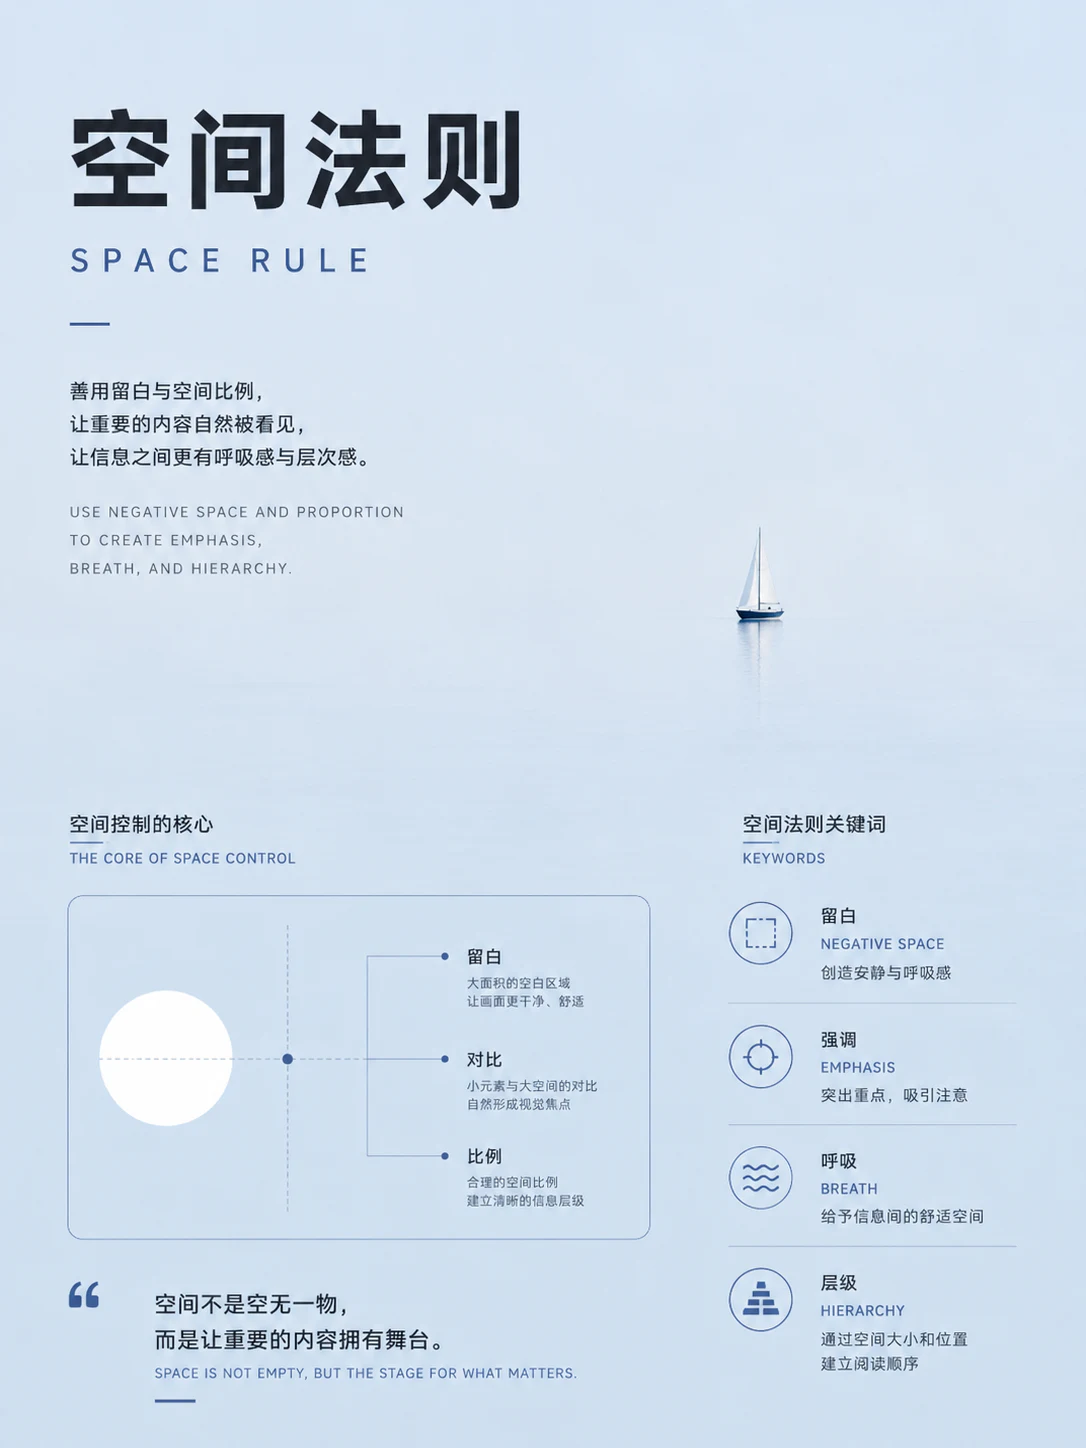 空间法则
SPACE RULE
善用留白与空间比例，
让重要的内容自然被看见，
让信息之间更有呼吸感与层次感。
USE NEGATIVE SPACE AND PROPORTION
TO CREATE EMPHASIS,
BREATH, AND HIERARCHY.
空间控制的核心
THE CORE OF SPACE CONTROL
留白
大面积的空白区域
让画面更干净、舒适
对比
小元素与大空间的对比
自然形成视觉焦点
比例
合理的空间比例
建立清晰的信息层级
空间法则关键词
KEYWORDS
留白
NEGATIVE SPACE
创造安静与呼吸感
强调
EMPHASIS
突出重点，吸引注意
呼吸
BREATH
给予信息间的舒适空间
层级
HIERARCHY
通过空间大小和位置
建立阅读顺序
“
空间不是空无一物，
而是让重要的内容拥有舞台。
SPACE IS NOT EMPTY, BUT THE STAGE FOR WHAT MATTERS.